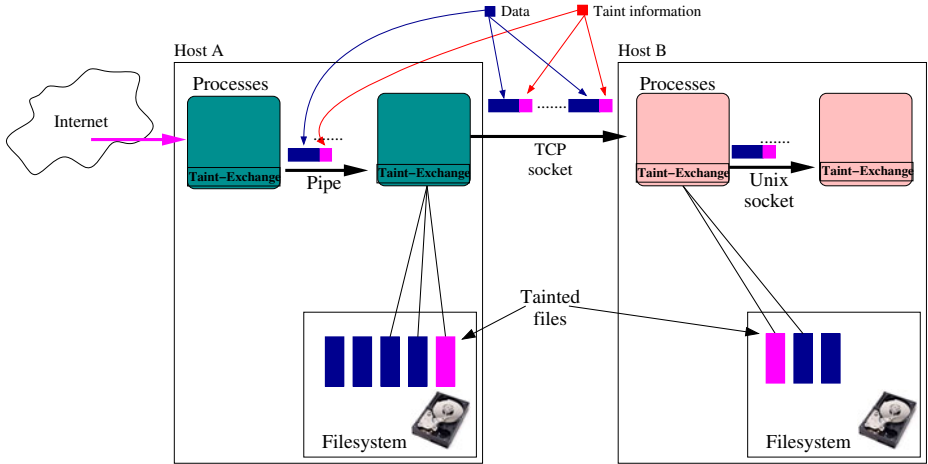 Data
Taint information
Host A
Host B
Processes
Processes
Internet
Taint-Exchange
Pipe
Taint-Exchange
TCP
socket
Taint-Exchange
Unix
socket
Taint-Exchange
Tainted
files
Filesystem
Filesystem